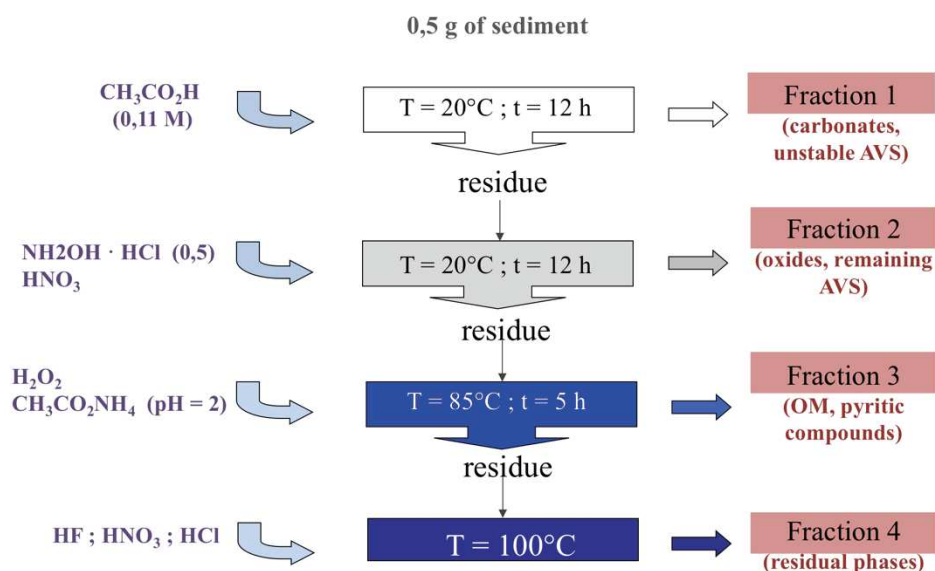 0,5 g of sediment
CH₃CO₂H
(0,11 M)
T = 20°C ; t = 12 h
Fraction 1
(carbonates,
unstable AVS)
residue
NH2OH · HCl (0,5)
HNO₃
T = 20°C ; t = 12 h
Fraction 2
(oxides, remaining
AVS)
residue
H₂O₂
CH₃CO₂NH₄ (pH = 2)
T = 85°C ; t = 5 h
Fraction 3
(OM, pyritic
compounds)
residue
HF ; HNO₃ ; HCl
T = 100°C
Fraction 4
(residual phases)